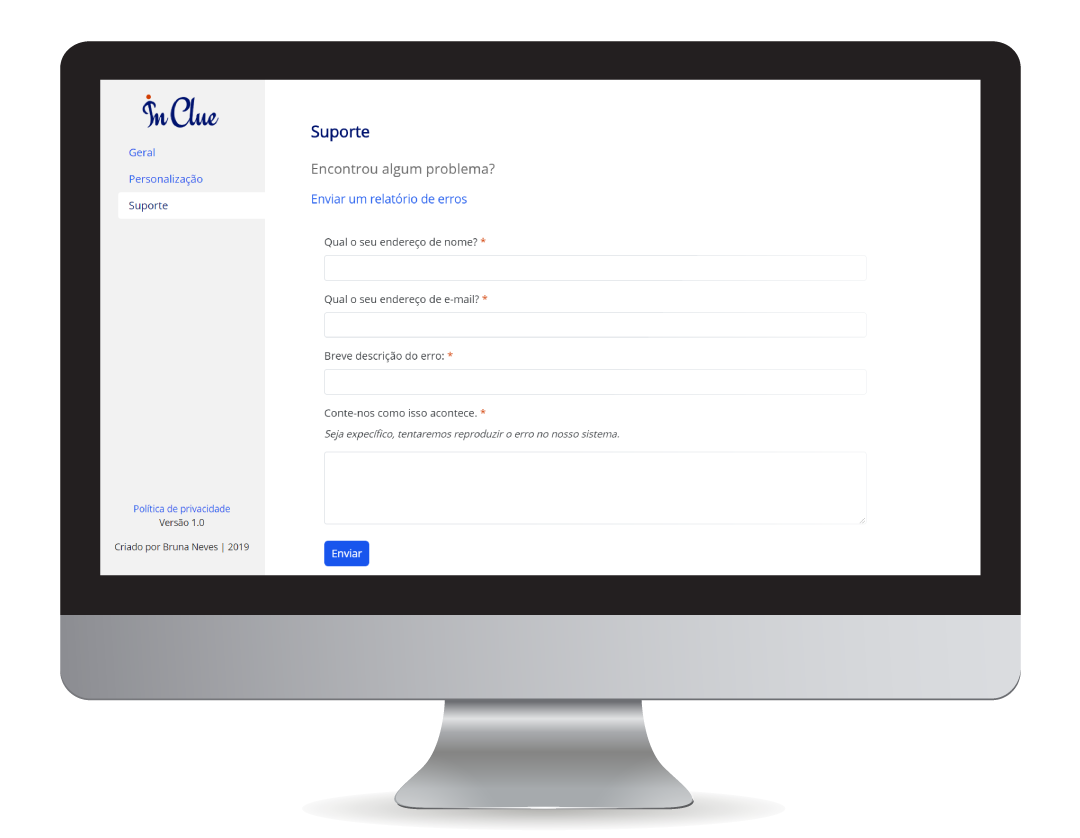 In Clue
Geral
Personalização
Suporte
Política de privacidade
Versão 1.0
Criado por Bruna Neves | 2019
Suporte
Encontrou algum problema?
Enviar um relatório de erros
Qual o seu endereço de nome? *
Qual o seu endereço de e-mail? *
Breve descrição do erro: *
Conte-nos como isso acontece. *
Seja expecífico, tentaremos reproduzir o erro no nosso sistema.
Enviar